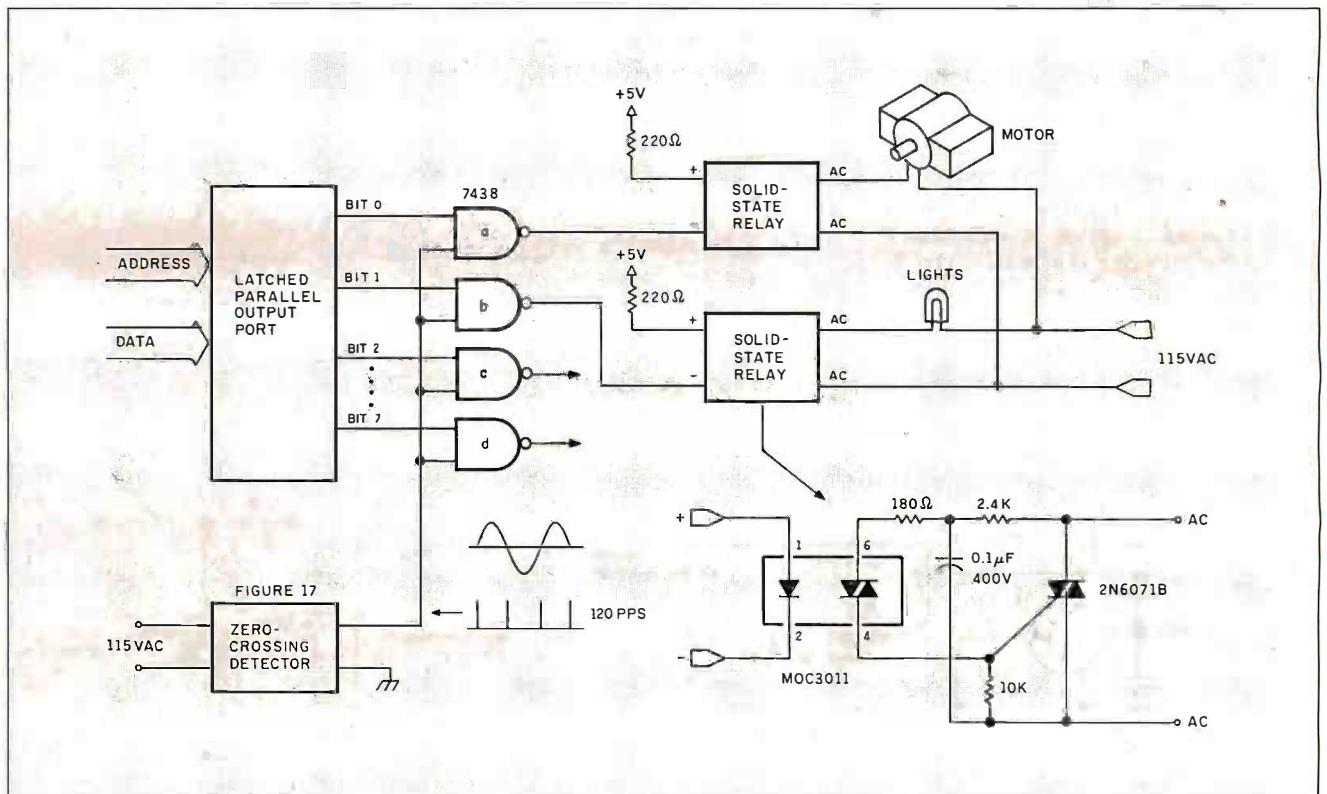 +5V
220Ω
MOTOR
7438
+
SOLID-
STATE
RELAY
-
AC
AC
BIT 0
a
ADDRESS
LATCHED
PARALLEL
OUTPUT
PORT
DATA
BIT 1
b
+5V
220Ω
LIGHTS
+
SOLID-
STATE
RELAY
-
AC
AC
115VAC
BIT 2
c
BIT 7
d
180Ω
2.4K
AC
+
1
6
0.1µF
400V
2N6071B
FIGURE 17
120 PPS
115VAC
ZERO-
CROSSING
DETECTOR
-
2
4
MOC3011
10K
AC